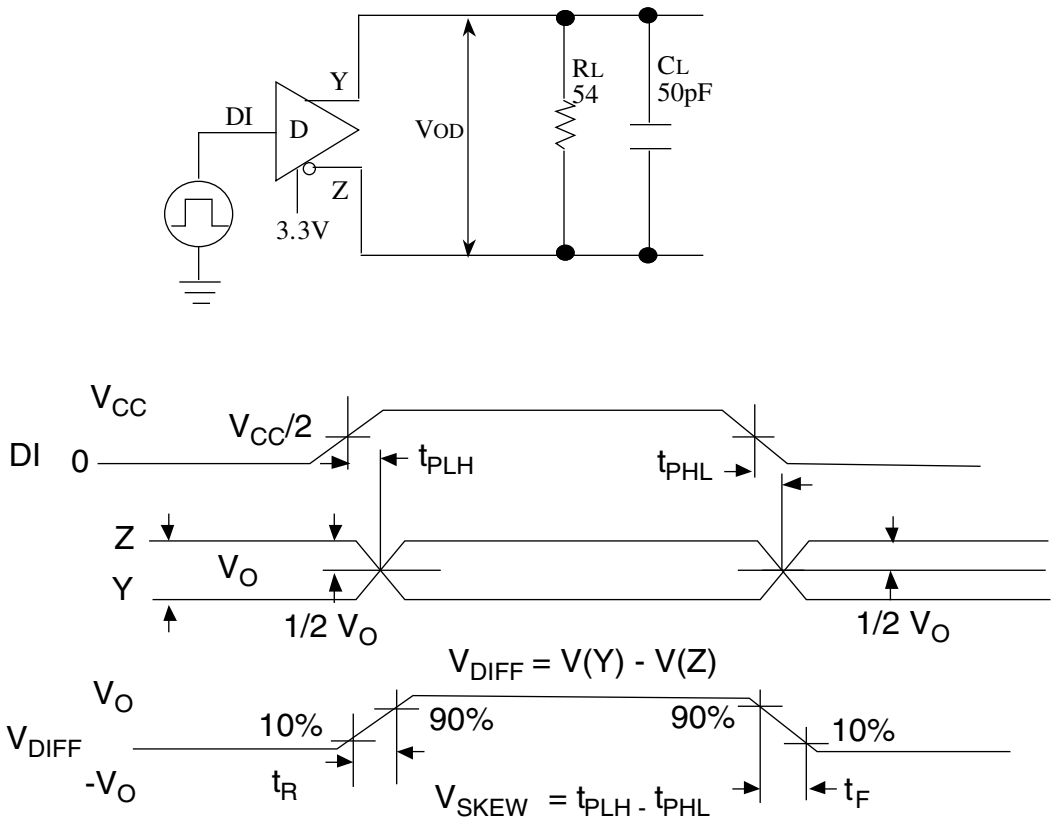 Y
DI
D
Z
3.3V
VOD
RL
54
CL
50pF
VCC
VCC/2
DI 0
tPLH
tPHL
Z
VO
Y
1/2 VO
1/2 VO
VDIFF = V(Y) - V(Z)
VO
10%
90%
90%
10%
VDIFF
-VO
tR
VSKEW = tPLH - tPHL
tF